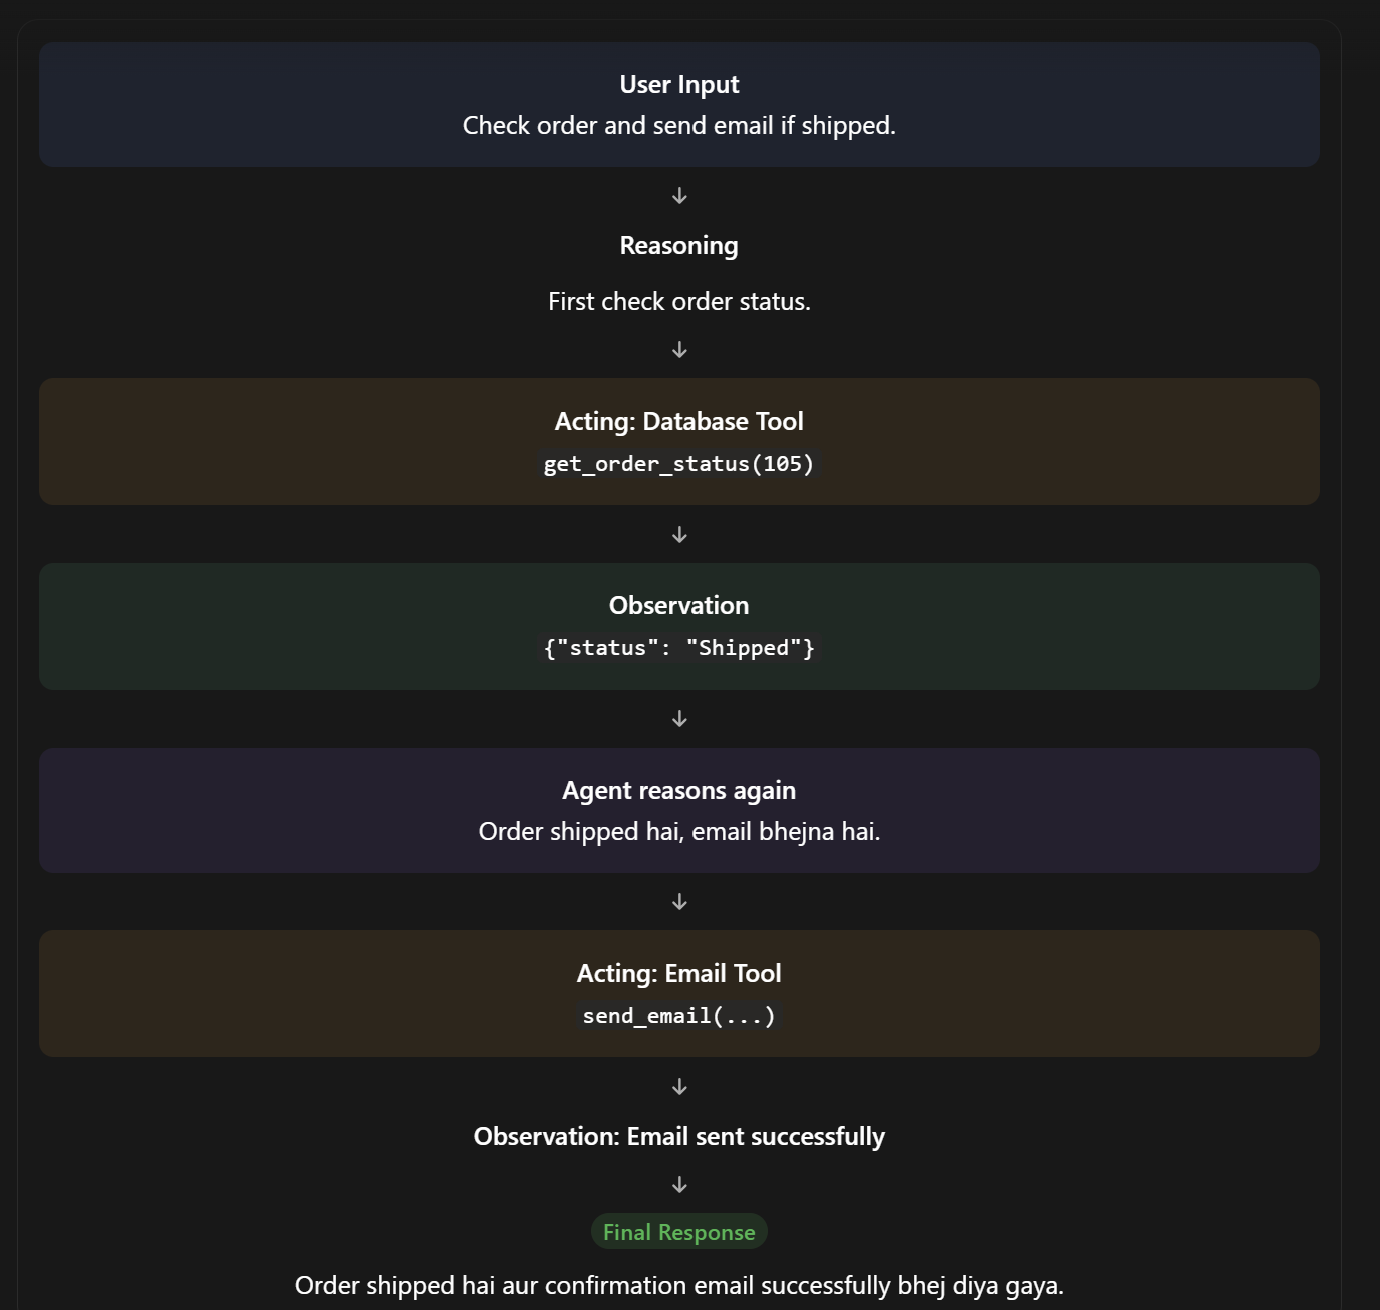 User Input
Check order and send email if shipped.
↓
Reasoning
First check order status.
↓
Acting: Database Tool
get_order_status(105)
↓
Observation
{"status": "Shipped"}
↓
Agent reasons again
Order shipped hai, email bhejna hai.
↓
Acting: Email Tool
send_email(...)
↓
Observation: Email sent successfully
↓
Final Response
Order shipped hai aur confirmation email successfully bhej diya gaya.